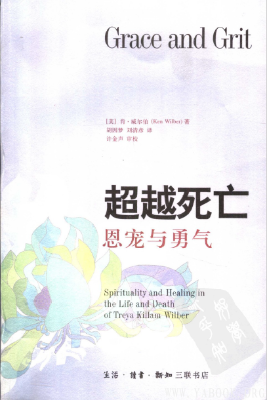 Grace and Grit
[美] 肯·威尔伯 (Ken Wilber) 著
胡因梦 刘清彦 译
许金声 审校
超越死亡
恩宠与勇气
Spirituality and Healing in
the Life and Death
of Treya Killam Wilber
生活·讀書·新知 三联书店